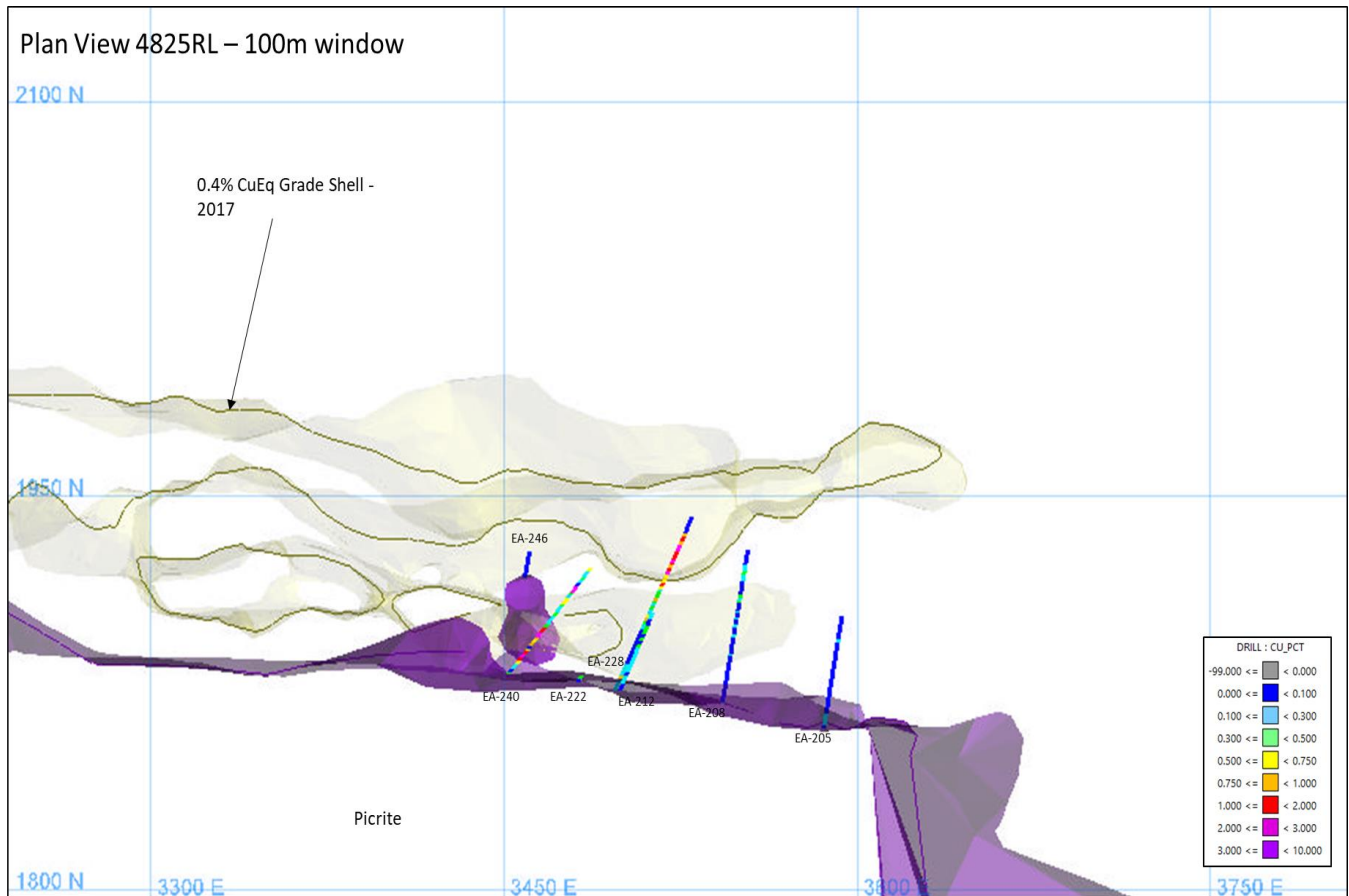 Plan View 4825RL – 100m window
2100 N
0.4% CuEq Grade Shell -
2017
1950 N
EA-246
EA-228
EA-240
EA-222
EA-212
EA-208
EA-205
Picrite
DRILL : CU_PCT
-99.000 <= < 0.000
0.000 <= < 0.100
0.100 <= < 0.300
0.300 <= < 0.500
0.500 <= < 0.750
0.750 <= < 1.000
1.000 <= < 2.000
2.000 <= < 3.000
3.000 <= < 10.000
1800 N
3300 E
3450 E
3600 E
3750 E